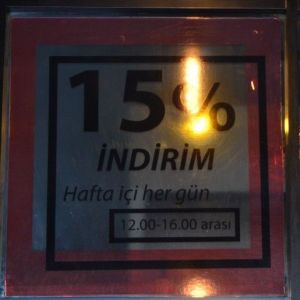 15%
İNDİRİM
Hafta içi her gün
12.00-16.00 arası